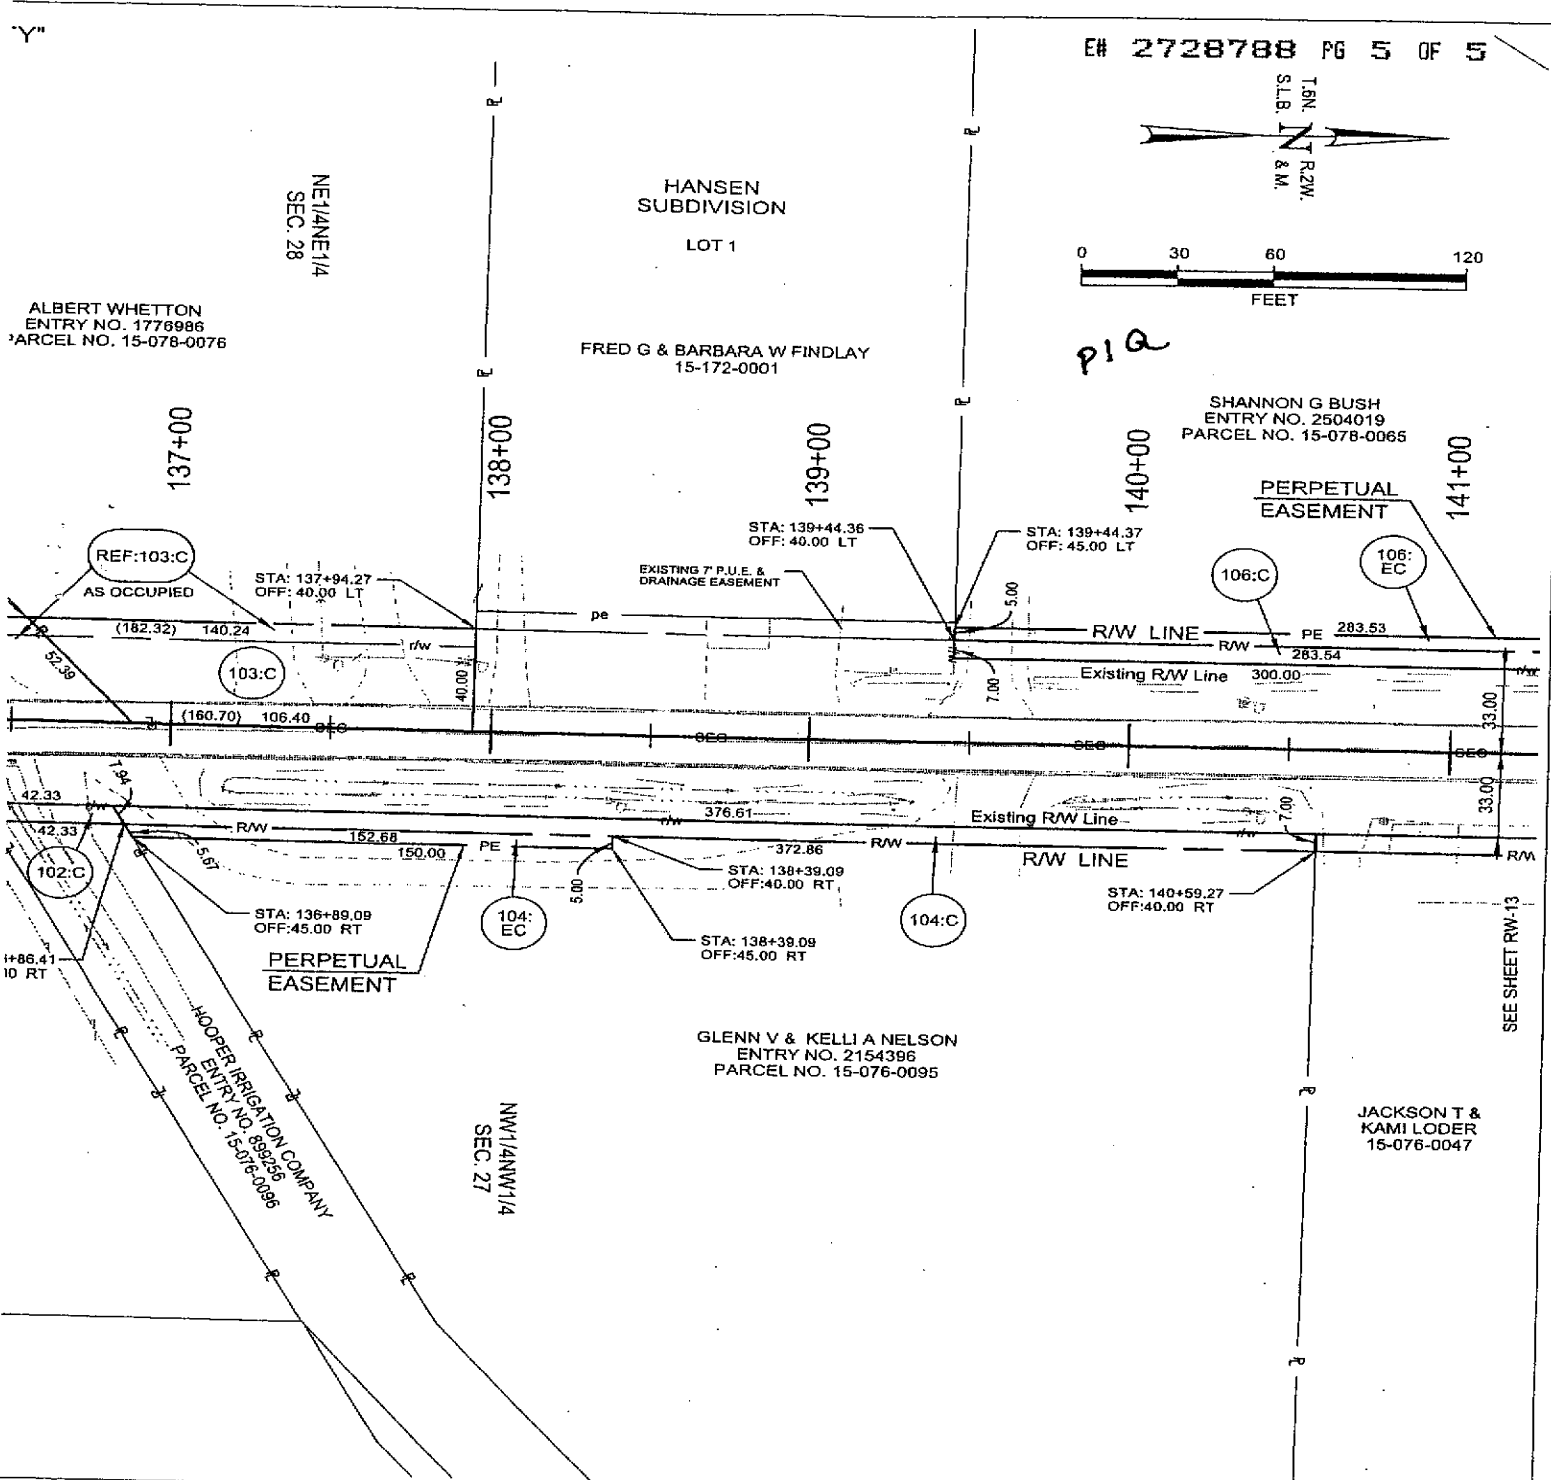 "Y"
E# 2728788 PG 5 OF 5
T.6N.
S.L.B.
N
R.2W.
& M.
HANSEN
SUBDIVISION
LOT 1
NE1/4NE1/4
SEC. 28
0 30 60 120
FEET
ALBERT WHETTON
ENTRY NO. 1776986
PARCEL NO. 15-078-0076
FRED G & BARBARA W FINDLAY
15-172-0001
PIQ
SHANNON G BUSH
ENTRY NO. 2504019
PARCEL NO. 15-078-0065
137+00
138+00
139+00
140+00
141+00
PERPETUAL
EASEMENT
REF:103:C
AS OCCUPIED
STA: 137+94.27
OFF: 40.00 LT
EXISTING 7' P.U.E. &
DRAINAGE EASEMENT
STA: 139+44.36
OFF: 40.00 LT
STA: 139+44.37
OFF: 45.00 LT
106:C
106:
EC
(182.32) 140.24
r/w
pe
5.00
R/W LINE
PE
283.53
R/W
283.54
52.39
103:C
40.00
7.00
Existing R/W Line
300.00
r/w
33.00
(160.70) 106.40
SEC
SEC
SEC
SEC
33.00
7.94
42.33
r/w
42.33
R/W
152.68
150.00
PE
5.67
r/w
376.61
Existing R/W Line
r/w
7.00
372.86
R/W
R/W LINE
R/W
102:C
5.00
STA: 138+39.09
OFF:40.00 RT
104:
EC
104:C
STA: 140+59.27
OFF:40.00 RT
STA: 136+89.09
OFF:45.00 RT
STA: 138+39.09
OFF:45.00 RT
+86.41
RT
PERPETUAL
EASEMENT
SEE SHEET RW-13
HOOPER IRRIGATION COMPANY
ENTRY NO. 899256
PARCEL NO. 15-076-0096
GLENN V & KELLI A NELSON
ENTRY NO. 2154396
PARCEL NO. 15-076-0095
NW1/4NW1/4
SEC. 27
JACKSON T &
KAMI LODER
15-076-0047